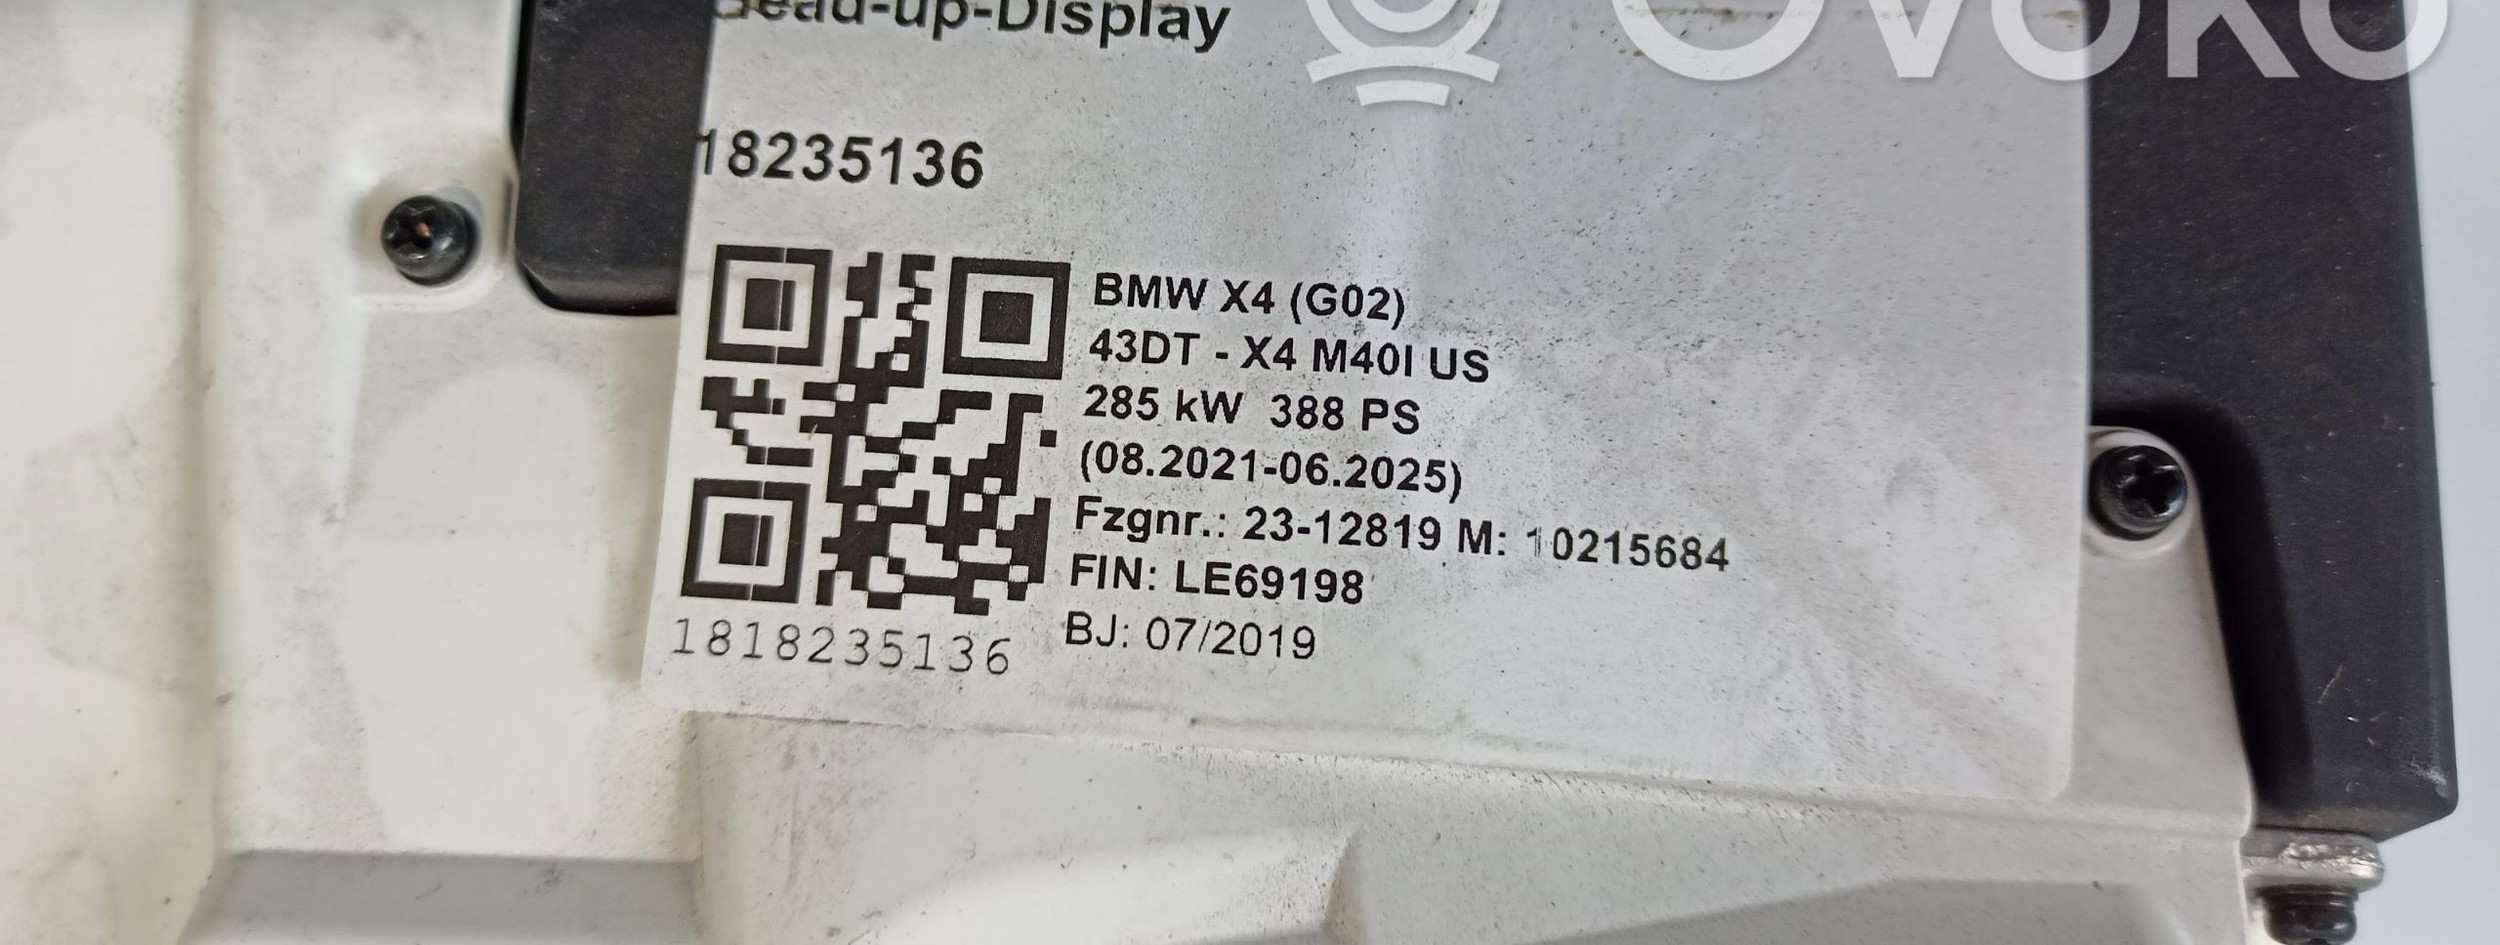 Head-up-Display
OVOKO
18235136
BMW X4 (G02)
43DT - X4 M40I US
285 kW 388 PS
(08.2021-06.2025)
Fzgnr.: 23-12819 M: 10215684
FIN: LE69198
BJ: 07/2019
1818235136